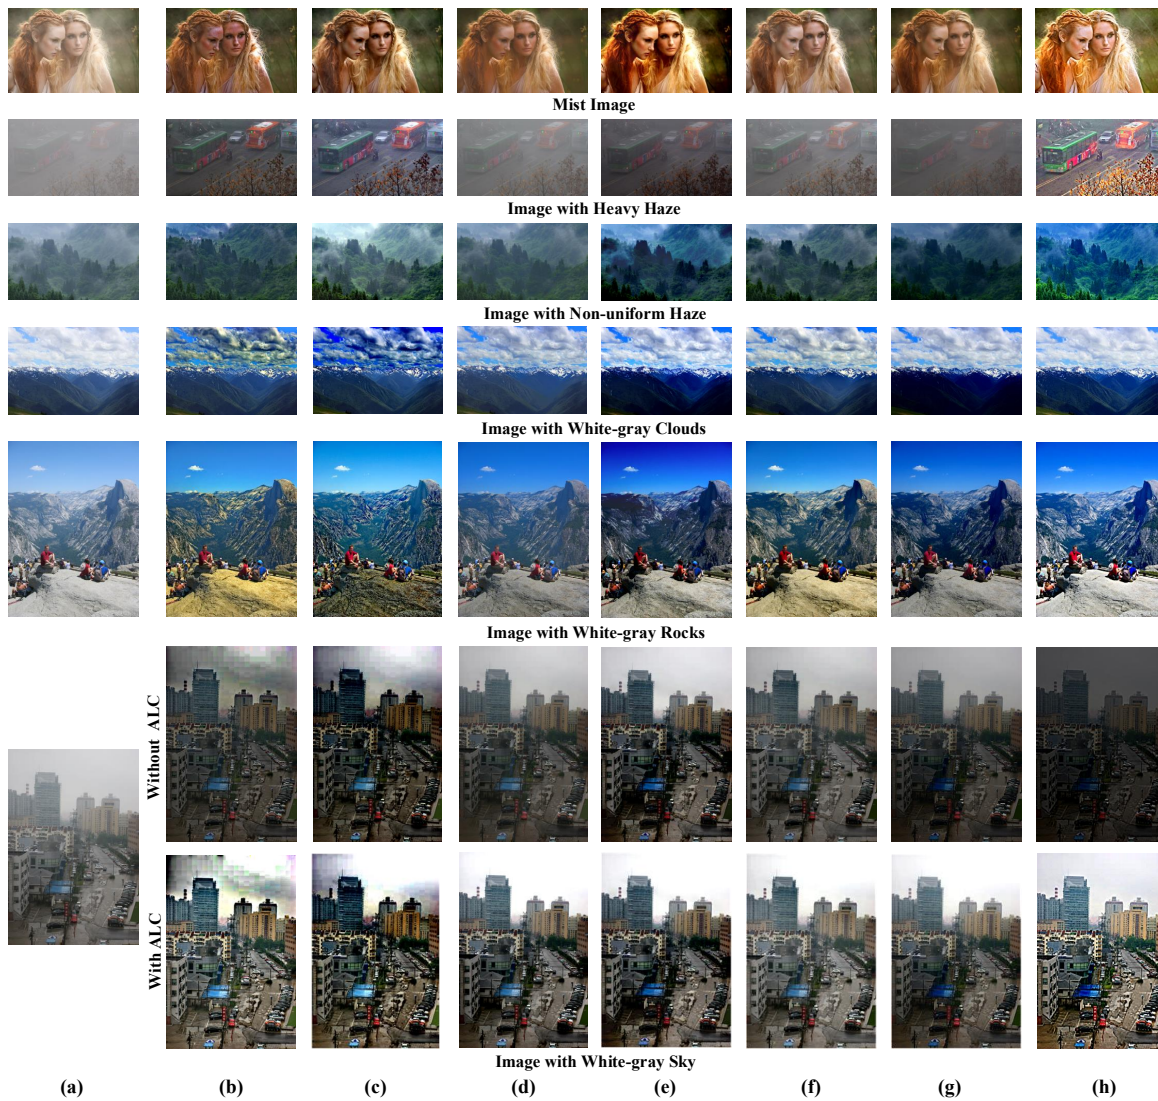 Mist Image
Image with Heavy Haze
Image with Non-uniform Haze
Image with White-gray Clouds
Image with White-gray Rocks
Without ALC
With ALC
Image with White-gray Sky
(a) (b) (c) (d) (e) (f) (g) (h)